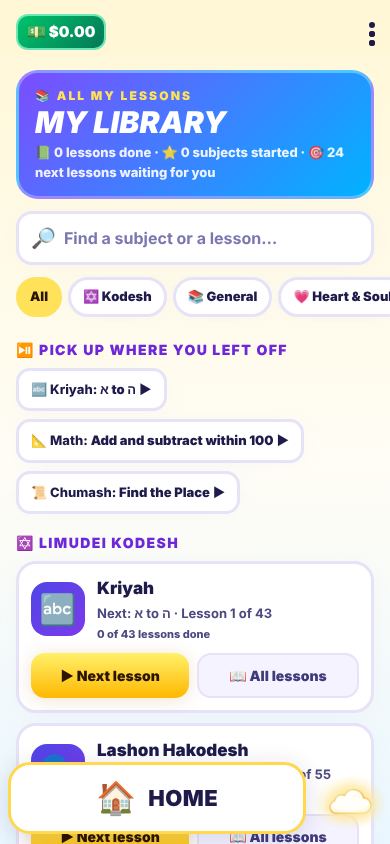 $0.00
ALL MY LESSONS
MY LIBRARY
0 lessons done · 0 subjects started · 24
next lessons waiting for you
Find a subject or a lesson...
All
Kodesh
General
Heart & Soul
PICK UP WHERE YOU LEFT OFF
abc Kriyah: א to ה ▶
Math: Add and subtract within 100 ▶
Chumash: Find the Place ▶
LIMUDEI KODESH
abc
Kriyah
Next: א to ה · Lesson 1 of 43
0 of 43 lessons done
▶ Next lesson
All lessons
Lashon Hakodesh
of 55
HOME
▶ Next lesson
All lessons